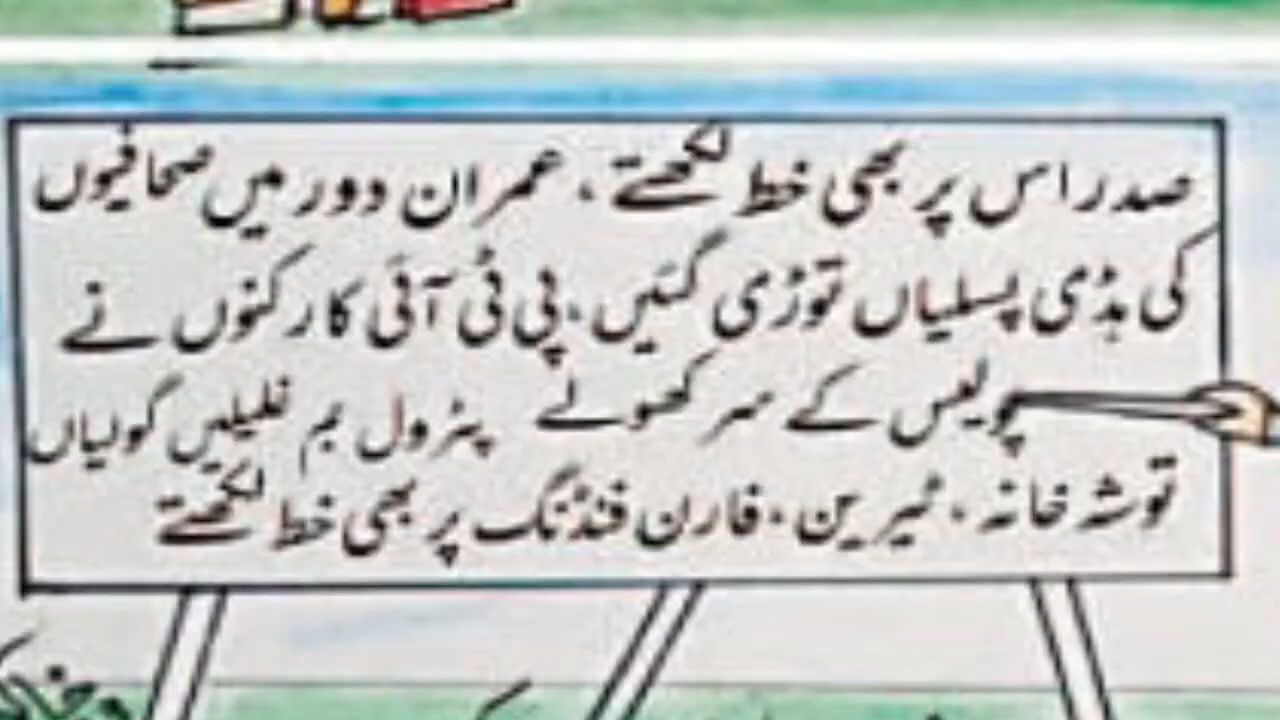 صدر اس پر بھی خط لکھتے ، عمران دور میں صحافیوں
کی ہڈی پسلیاں توڑی گئیں ، پی ٹی آئی کارکنوں نے
پولیس کے سر کھولے پٹرول بم غلیلیں گولیاں
توشہ خانہ ، ٹیرین ، فارن فنڈنگ پر بھی خط لکھتے